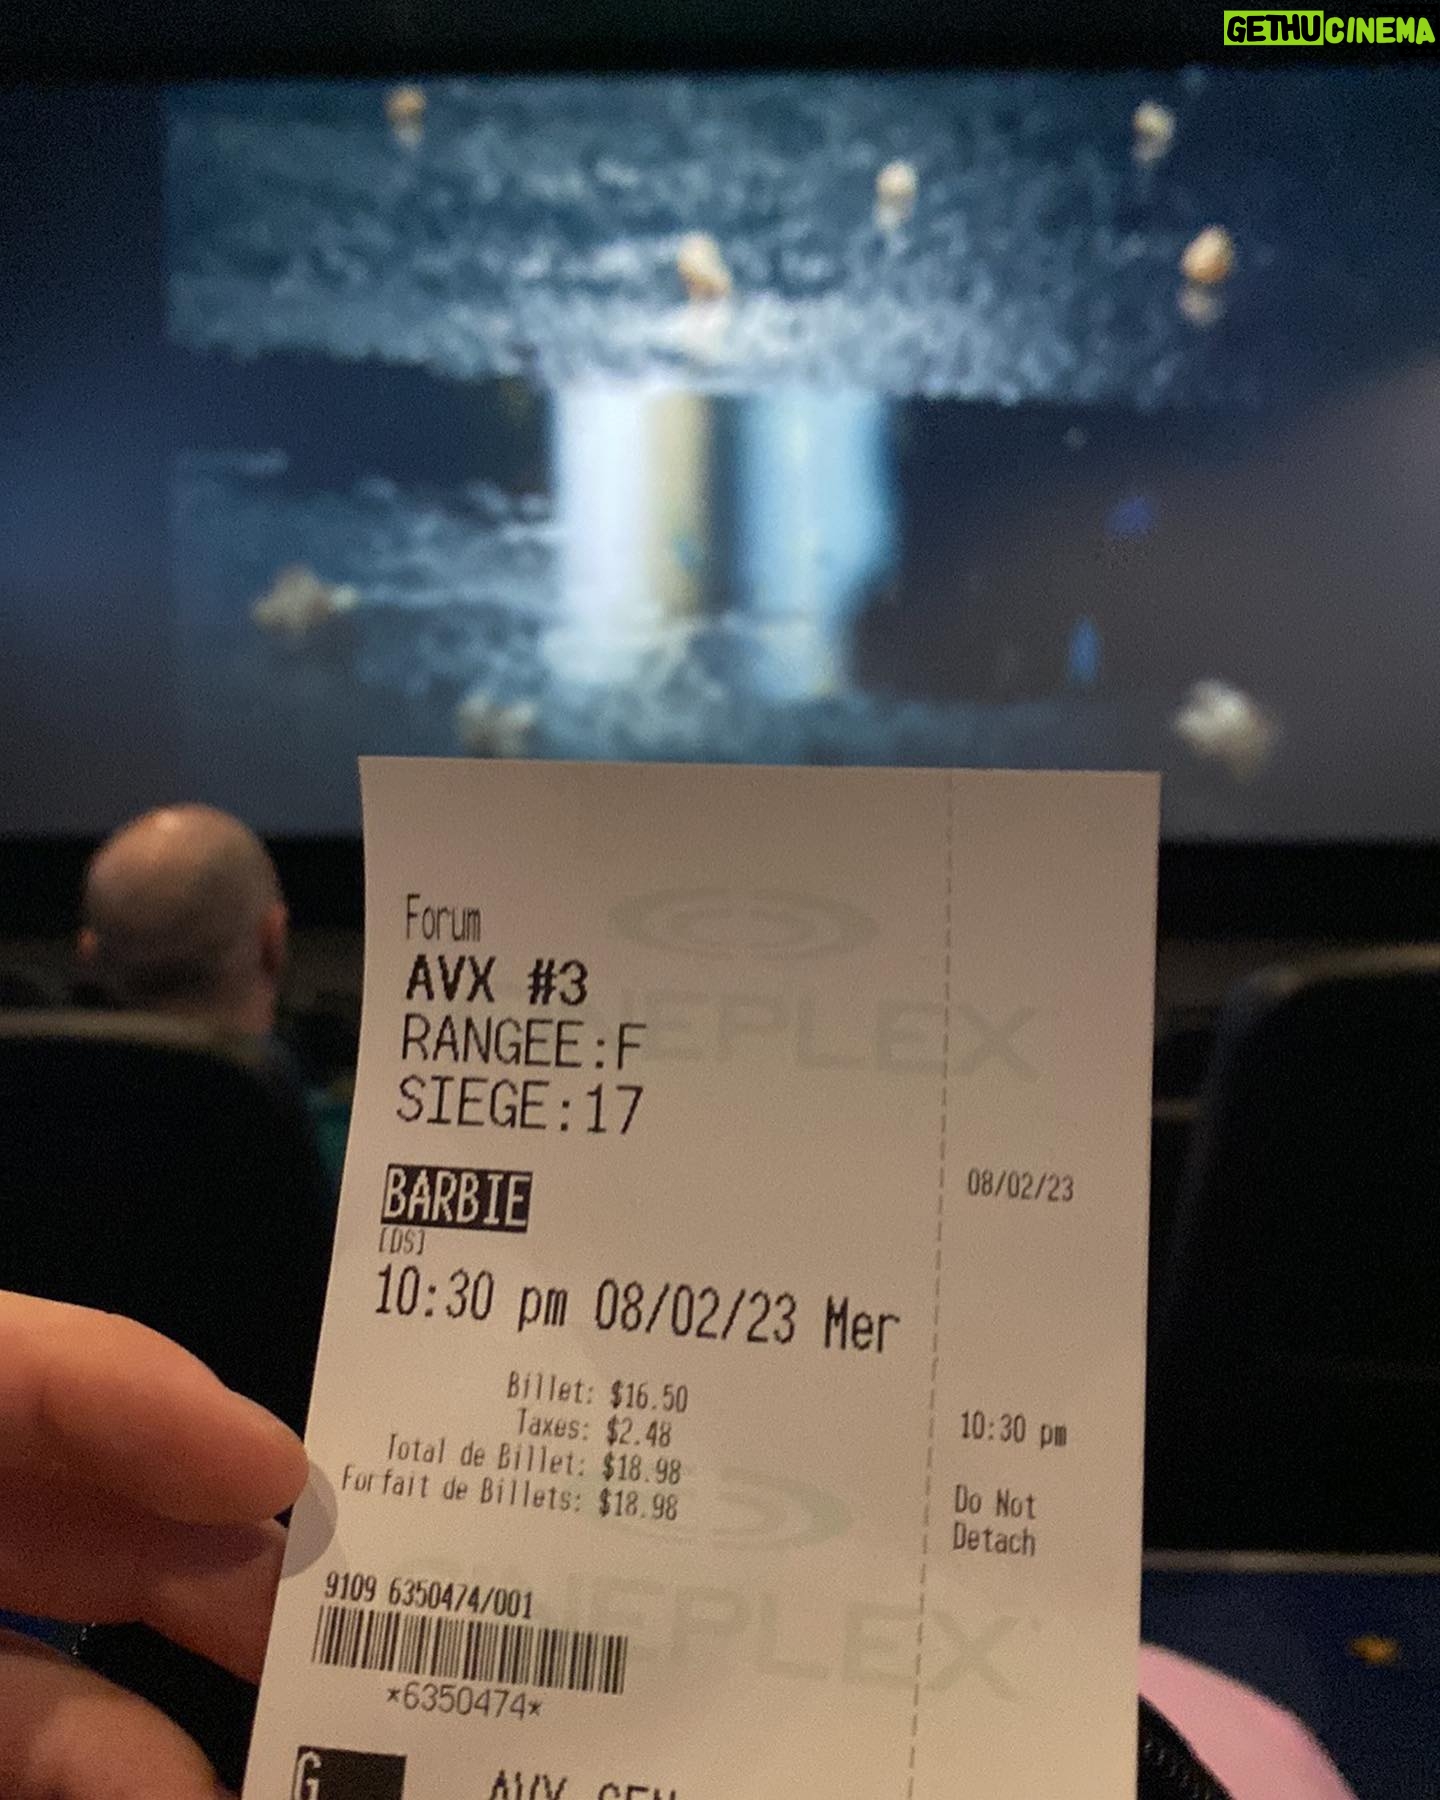 GETHUCINEMA
Forum
AVX #3
RANGEE:F
SIEGE:17
BARBIE
[DS]
10:30 pm 08/02/23 Mer
Billet: $16.50
Taxes: $2.48
Total de Billet: $18.98
Forfait de Billets: $18.98
9109 6350474/001
*6350474*
G
08/02/23
10:30 pm
Do Not
Detach
CINEPLEX
CINEPLEX